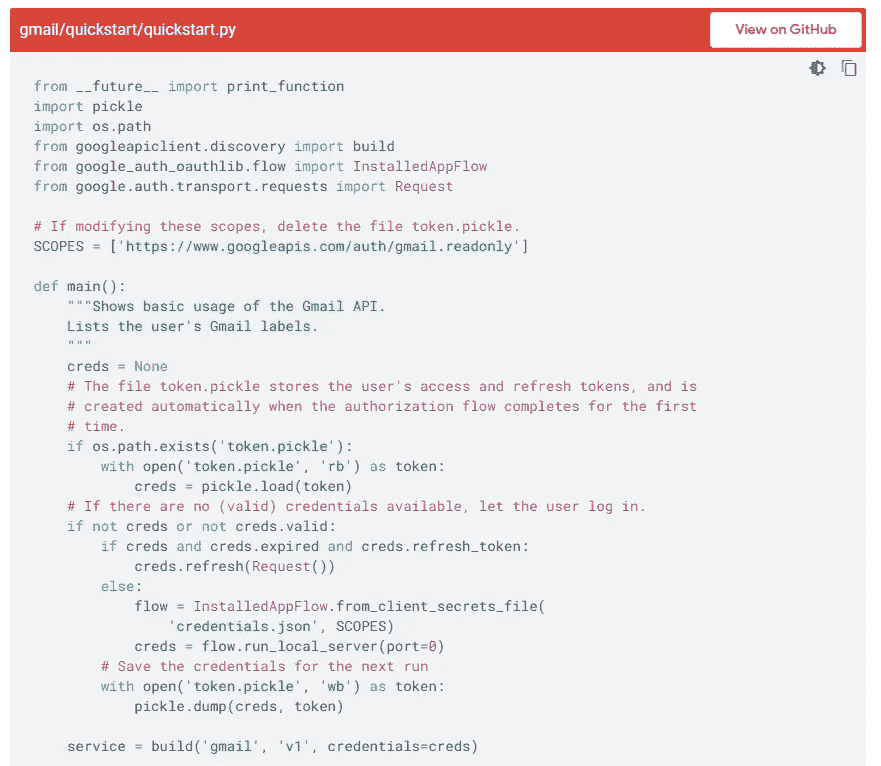 gmail/quickstart/quickstart.py
View on GitHub
from __future__ import print_function
import pickle
import os.path
from googleapiclient.discovery import build
from google_auth_oauthlib.flow import InstalledAppFlow
from google.auth.transport.requests import Request

# If modifying these scopes, delete the file token.pickle.
SCOPES = ['https://www.googleapis.com/auth/gmail.readonly']

def main():
    """Shows basic usage of the Gmail API.
    Lists the user's Gmail labels.
    """
    creds = None
    # The file token.pickle stores the user's access and refresh tokens, and is
    # created automatically when the authorization flow completes for the first
    # time.
    if os.path.exists('token.pickle'):
        with open('token.pickle', 'rb') as token:
            creds = pickle.load(token)
    # If there are no (valid) credentials available, let the user log in.
    if not creds or not creds.valid:
        if creds and creds.expired and creds.refresh_token:
            creds.refresh(Request())
        else:
            flow = InstalledAppFlow.from_client_secrets_file(
                'credentials.json', SCOPES)
            creds = flow.run_local_server(port=0)
        # Save the credentials for the next run
        with open('token.pickle', 'wb') as token:
            pickle.dump(creds, token)

    service = build('gmail', 'v1', credentials=creds)